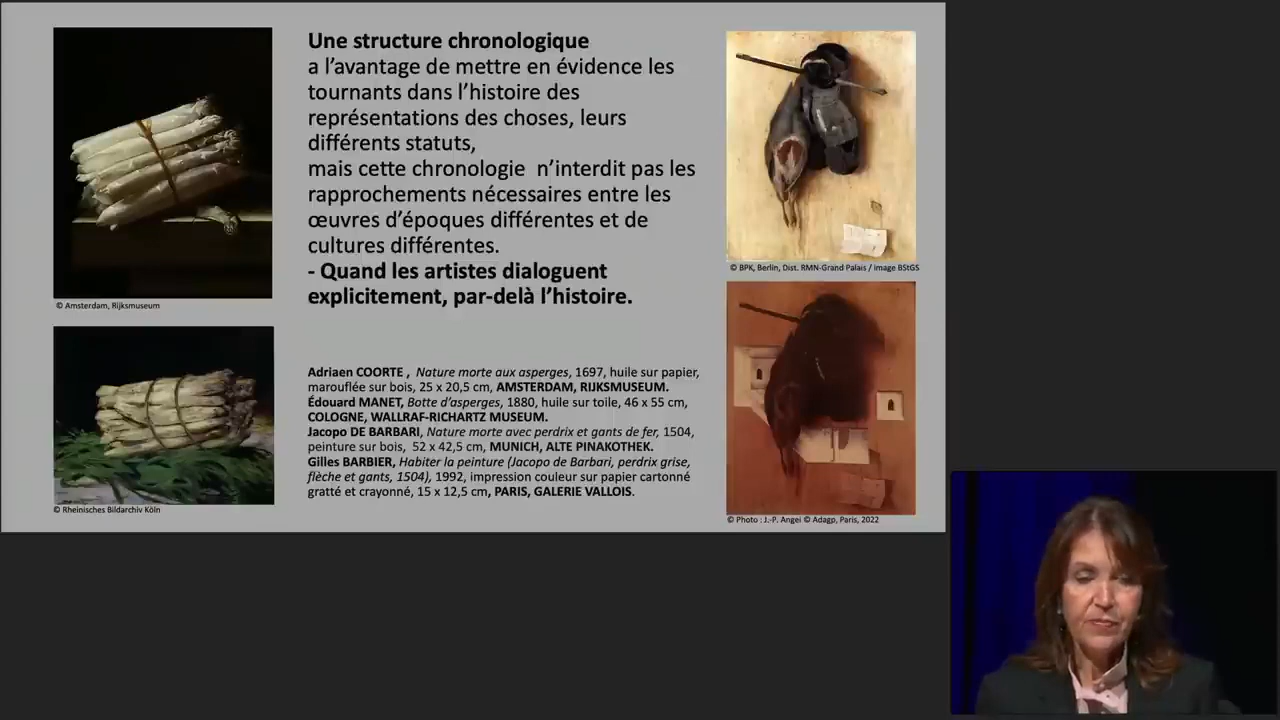 Une structure chronologique
a l’avantage de mettre en évidence les
tournants dans l’histoire des
représentations des choses, leurs
différents statuts,
mais cette chronologie n’interdit pas les
rapprochements nécessaires entre les
œuvres d’époques différentes et de
cultures différentes.
- Quand les artistes dialoguent
explicitement, par-delà l’histoire.
© Amsterdam, Rijksmuseum
© Rheinisches Bildarchiv Köln
Adriaen COORTE , Nature morte aux asperges, 1697, huile sur papier,
marouflée sur bois, 25 x 20,5 cm, AMSTERDAM, RIJKSMUSEUM.
Édouard MANET, Botte d’asperges, 1880, huile sur toile, 46 x 55 cm,
COLOGNE, WALLRAF-RICHARTZ MUSEUM.
Jacopo DE BARBARI, Nature morte avec perdrix et gants de fer, 1504,
peinture sur bois, 52 x 42,5 cm, MUNICH, ALTE PINAKOTHEK.
Gilles BARBIER, Habiter la peinture (Jacopo de Barbari, perdrix grise,
flèche et gants, 1504), 1992, impression couleur sur papier cartonné
gratté et crayonné, 15 x 12,5 cm, PARIS, GALERIE VALLOIS.
© BPK, Berlin, Dist. RMN-Grand Palais / image BStGS
© Photo : J.-P. Angei © Adagp, Paris, 2022